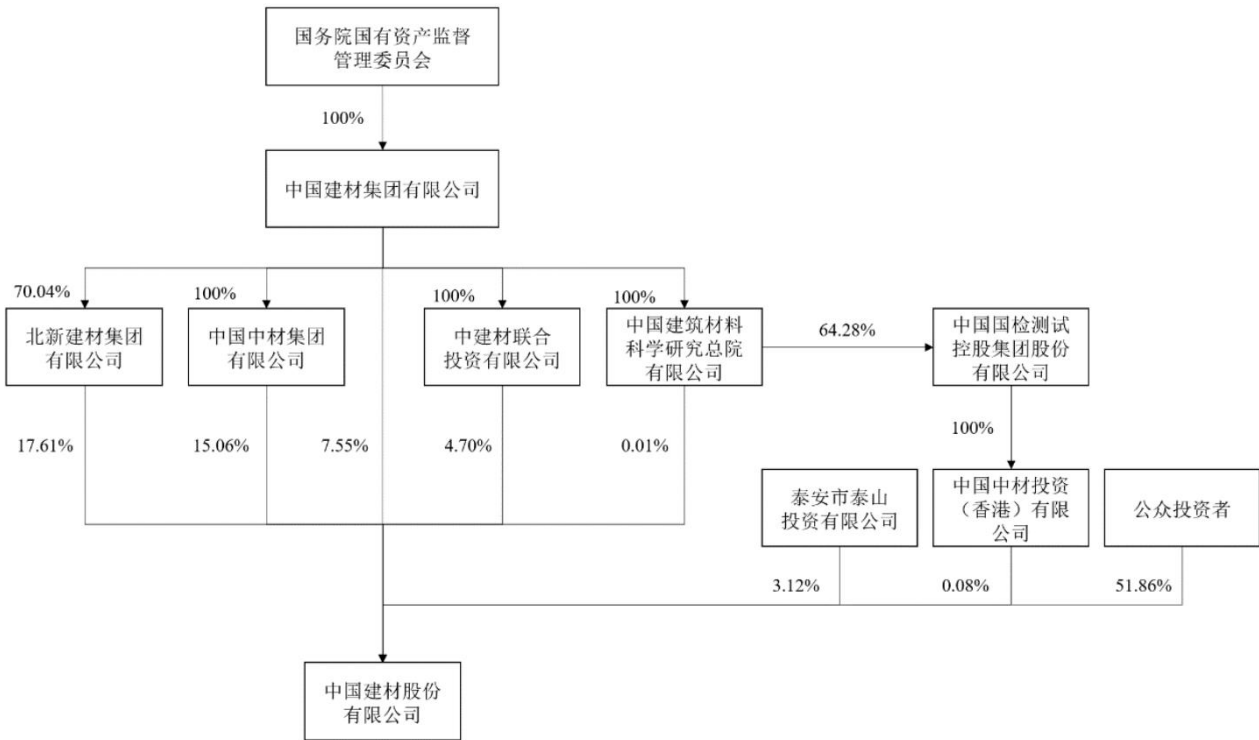 国务院国有资产监督
管理委员会
100%
中国建材集团有限公司
70.04%
100%
100%
100%
北新建材集团
有限公司
中国中材集团
有限公司
中建材联合
投资有限公司
中国建筑材料
科学研究总院
有限公司
64.28%
中国国检测试
控股集团股份
有限公司
17.61%
15.06%
7.55%
4.70%
0.01%
100%
泰安市泰山
投资有限公司
中国中材投资
（香港）有限
公司
公众投资者
3.12%
0.08%
51.86%
中国建材股份
有限公司